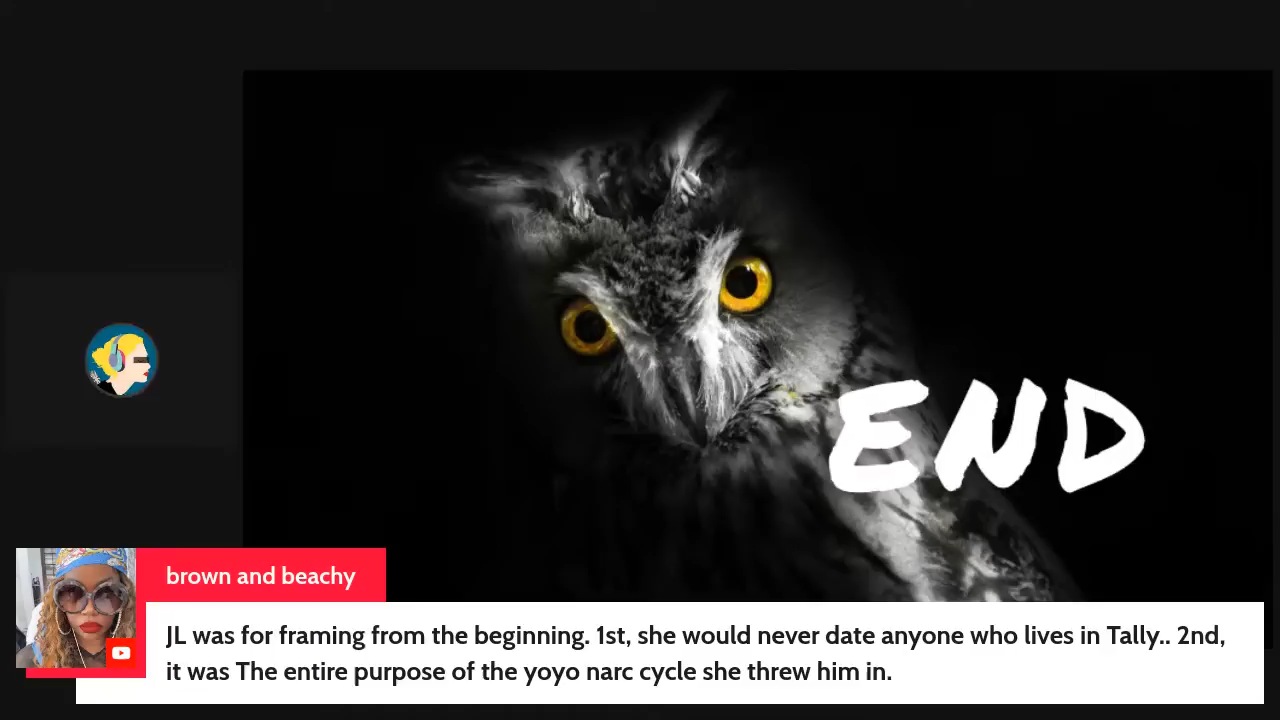 END
brown and beachy
JL was for framing from the beginning. 1st, she would never date anyone who lives in Tally.. 2nd,
it was The entire purpose of the yoyo narc cycle she threw him in.